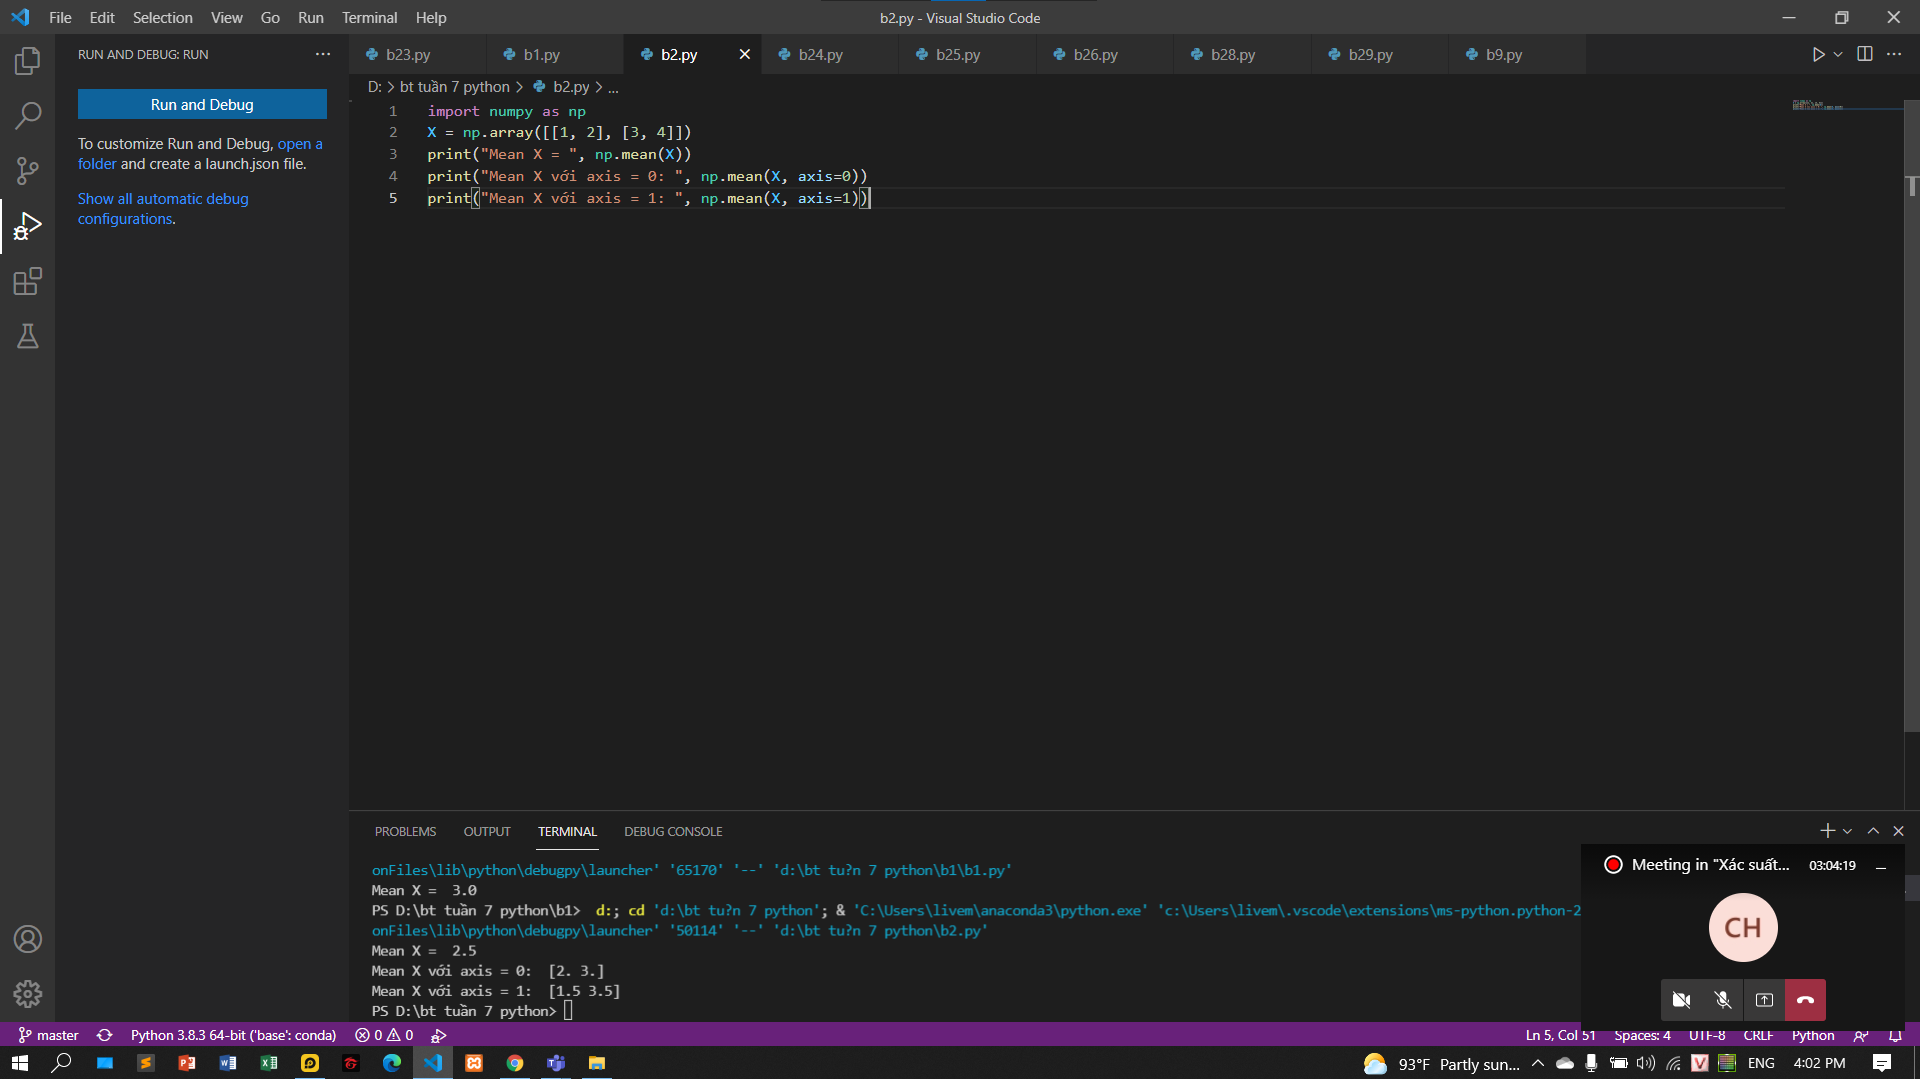 File Edit Selection View Go Run Terminal Help
b2.py - Visual Studio Code
RUN AND DEBUG: RUN
b23.py b1.py b2.py b24.py b25.py b26.py b28.py b29.py b9.py
D: > bt tuần 7 python > b2.py > ...
Run and Debug
To customize Run and Debug, open a
folder and create a launch.json file.
Show all automatic debug
configurations.
1 import numpy as np
2 X = np.array([[1, 2], [3, 4]])
3 print("Mean X = ", np.mean(X))
4 print("Mean X với axis = 0: ", np.mean(X, axis=0))
5 print("Mean X với axis = 1: ", np.mean(X, axis=1))
PROBLEMS OUTPUT TERMINAL DEBUG CONSOLE
onFiles\lib\python\debugpy\launcher' '65170' '--' 'd:\bt tu?n 7 python\b1\b1.py'
Mean X =  3.0
PS D:\bt tuần 7 python\b1>  d:; cd 'd:\bt tu?n 7 python'; & 'C:\Users\livem\anaconda3\python.exe' 'c:\Users\livem\.vscode\extensions\ms-python.python-2
onFiles\lib\python\debugpy\launcher' '50114' '--' 'd:\bt tu?n 7 python\b2.py'
Mean X =  2.5
Mean X với axis = 0:  [2. 3.]
Mean X với axis = 1:  [1.5 3.5]
PS D:\bt tuần 7 python>
Meeting in "Xác suất... 03:04:19
CH
master Python 3.8.3 64-bit ('base': conda) 0 0
Ln 5, Col 51 Spaces: 4 UTF-8 CRLF Python
93°F Partly sun... ENG 4:02 PM